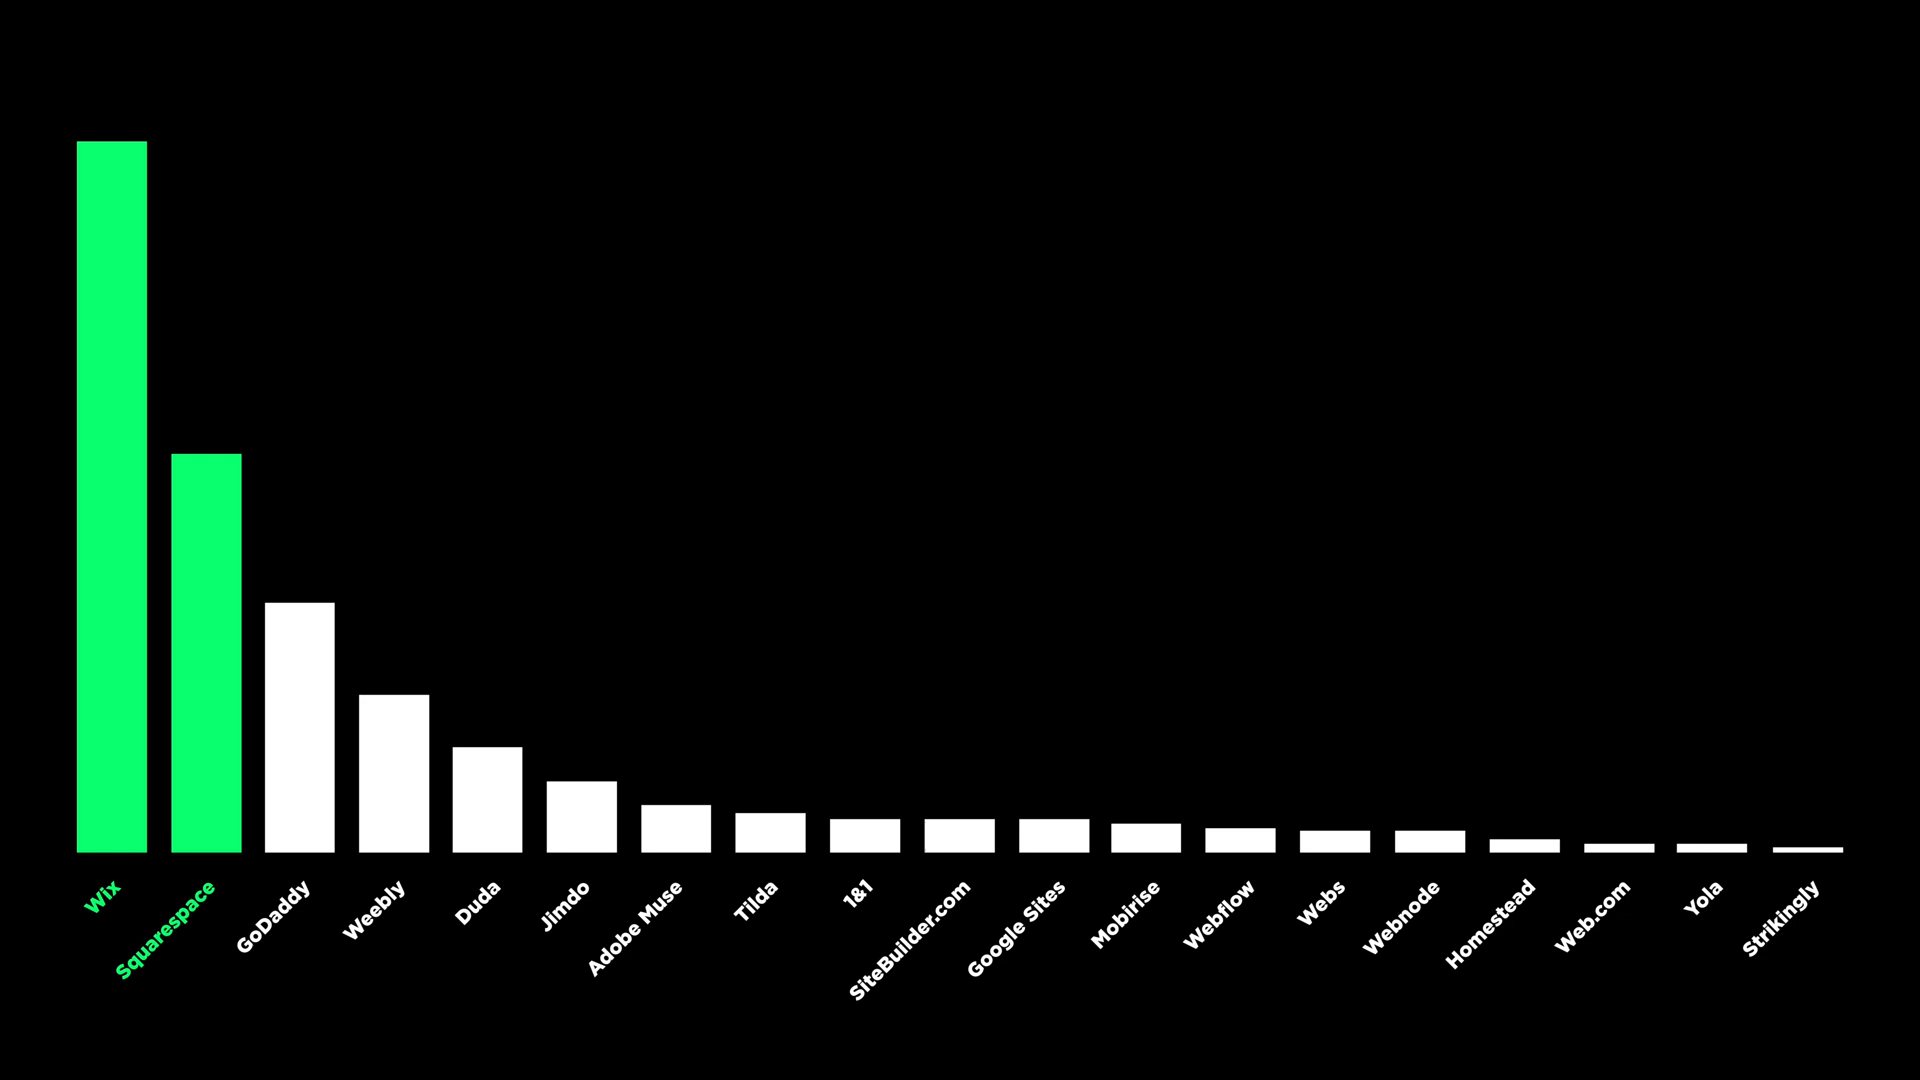 Wix
Squarespace
GoDaddy
Weebly
Duda
Jimdo
Adobe Muse
Tilda
1&1
SiteBuilder.com
Google Sites
Mobirise
Webflow
Webs
Webnode
Homestead
Web.com
Yola
Strikingly